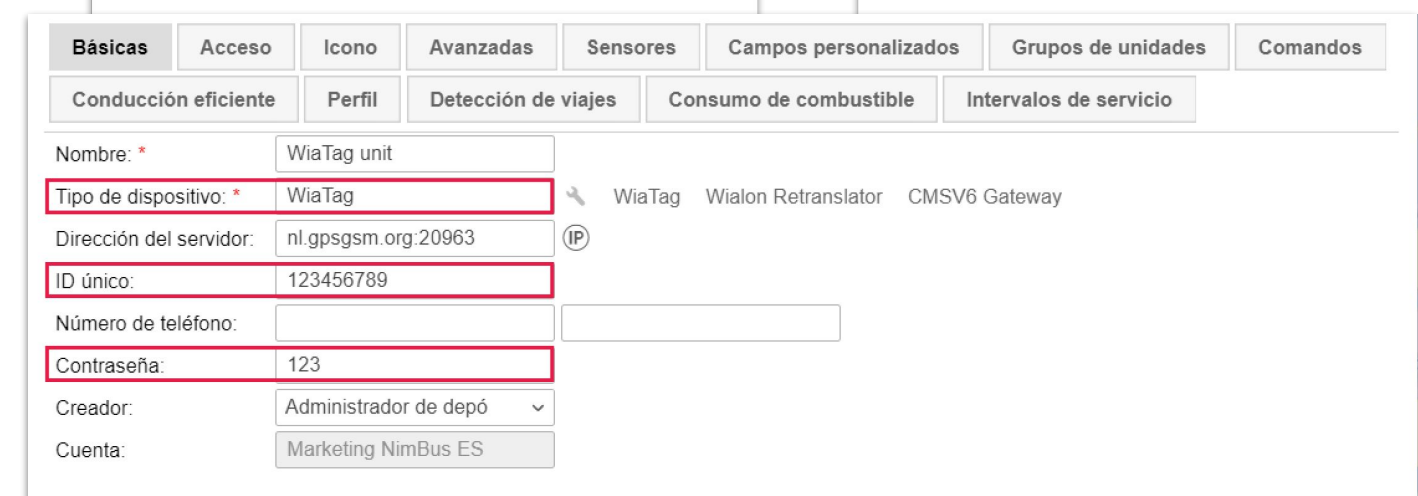 Básicas Acceso Icono Avanzadas Sensores Campos personalizados Grupos de unidades Comandos
Conducción eficiente Perfil Detección de viajes Consumo de combustible Intervalos de servicio
Nombre: * WiaTag unit
Tipo de dispositivo: * WiaTag WiaTag Wialon Retranslator CMSV6 Gateway
Dirección del servidor: nl.gpsgsm.org:20963 IP
ID único: 123456789
Número de teléfono:
Contraseña: 123
Creador: Administrador de depó
Cuenta: Marketing NimBus ES